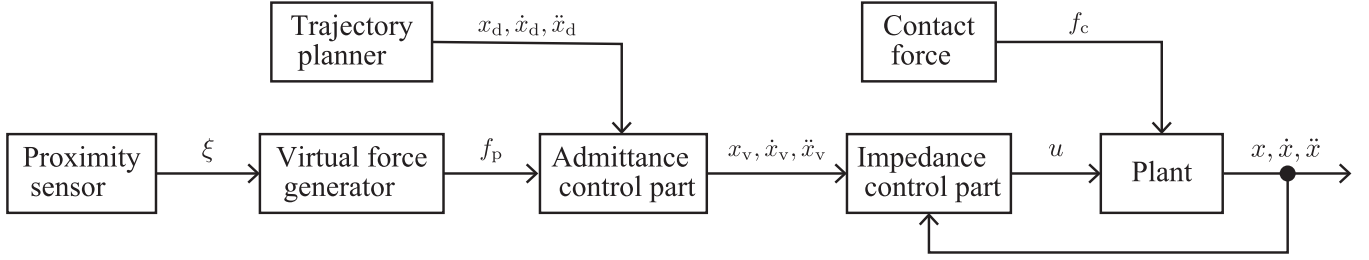 Trajectory
planner
x_d, ẋ_d, ẍ_d
Contact
force
f_c
Proximity
sensor
ξ
Virtual force
generator
f_p
Admittance
control part
x_v, ẋ_v, ẍ_v
Impedance
control part
u
Plant
x, ẋ, ẍ